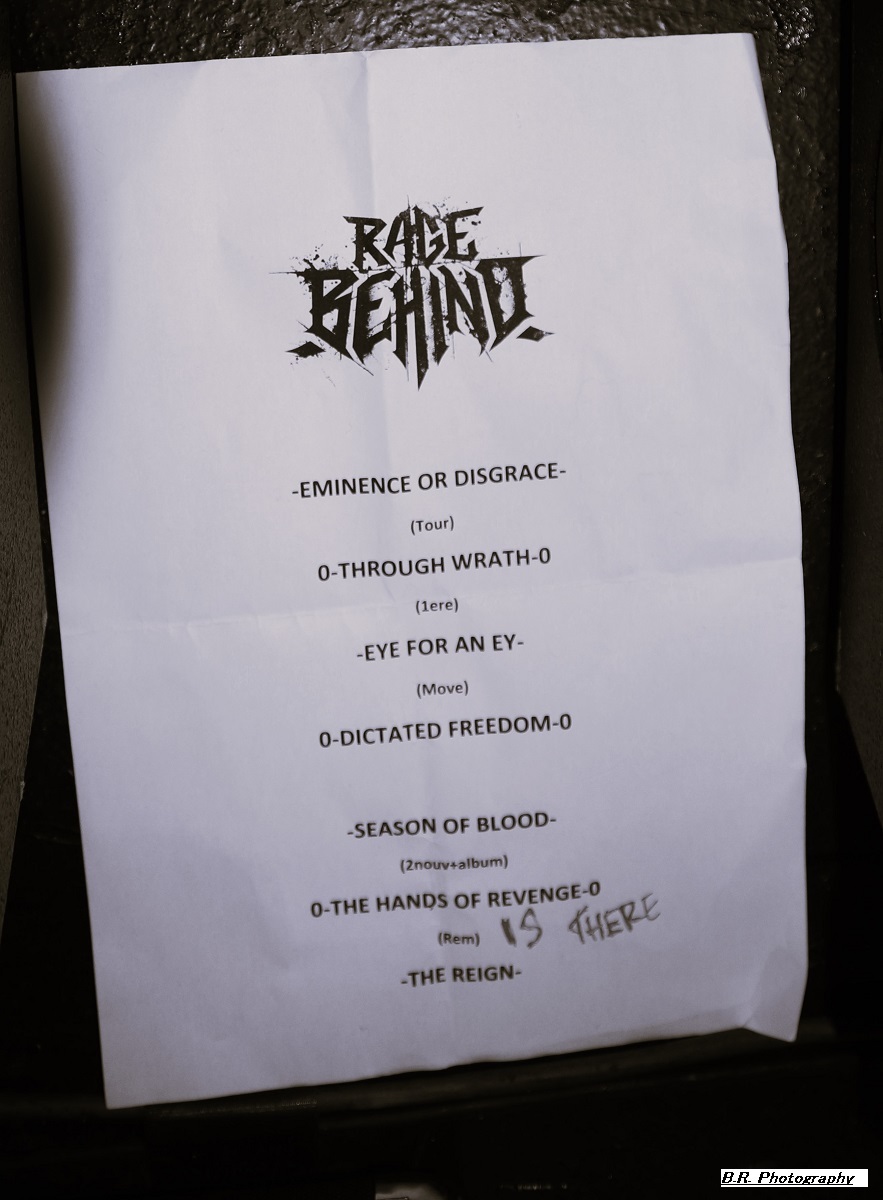 RAGE
BEHIND
-EMINENCE OR DISGRACE-
(Tour)
0-THROUGH WRATH-0
(1ere)
-EYE FOR AN EY-
(Move)
0-DICTATED FREEDOM-0
-SEASON OF BLOOD-
(2nouv+album)
0-THE HANDS OF REVENGE-0
(Rem) IS THERE
-THE REIGN-
B.R. Photography